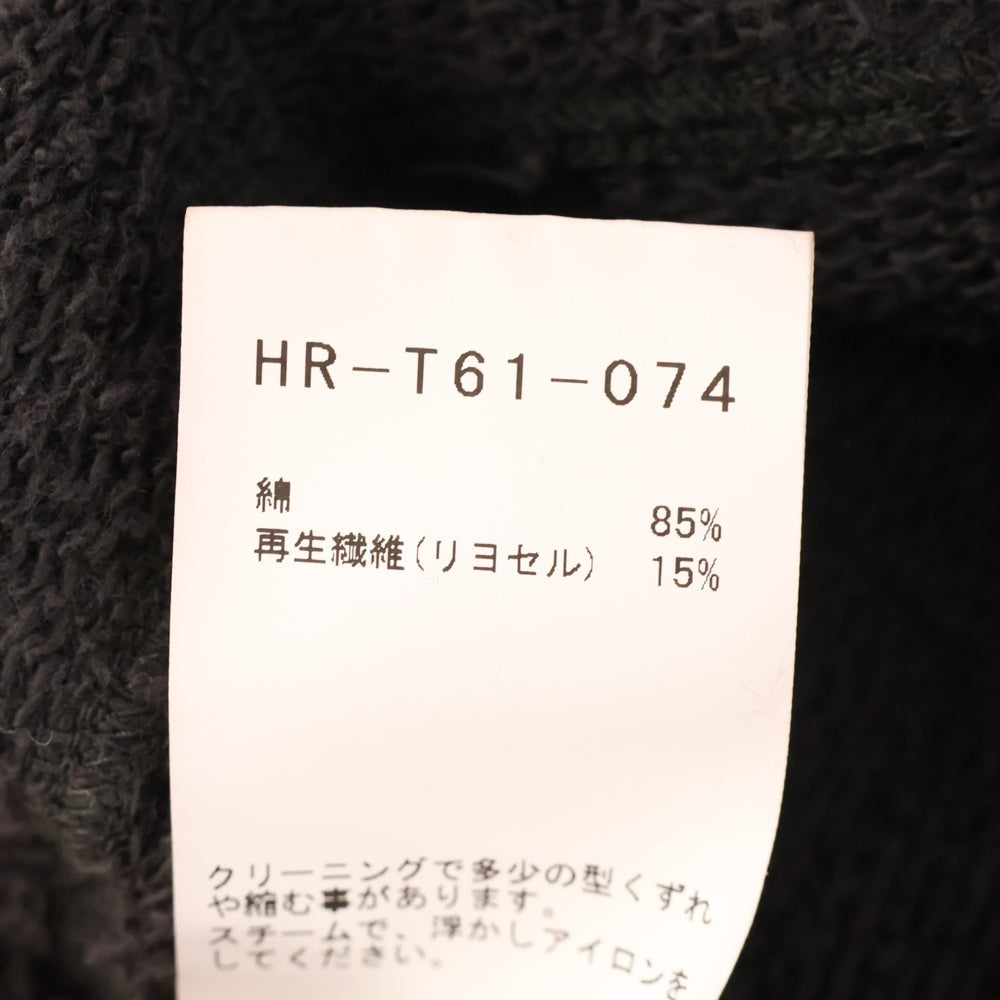 HR-T61-074
綿 85%
再生繊維(リヨセル) 15%
クリーニングで多少の型くずれ
や縮む事があります。
スチームで、浮かしアイロンを
してください。